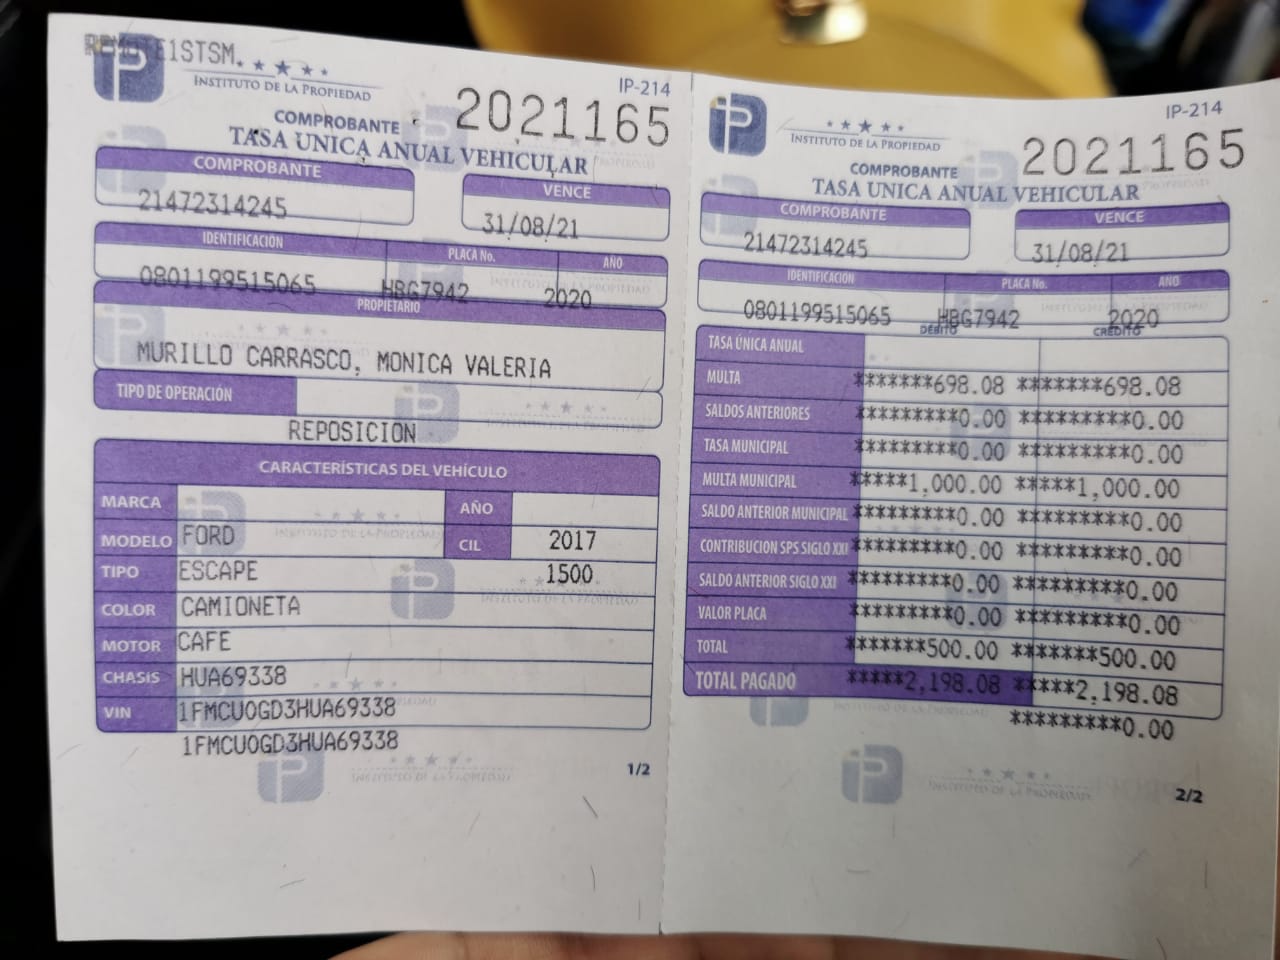 REMOTE1STSM.
INSTITUTO DE LA PROPIEDAD
IP-214
COMPROBANTE
2021165
TASA UNICA ANUAL VEHICULAR
COMPROBANTE
VENCE
21472314245
31/08/21
IDENTIFICACIÓN PLACA No. AÑO
0801199515065 HBG7942 2020
PROPIETARIO
MURILLO CARRASCO, MONICA VALERIA
TIPO DE OPERACIÓN
REPOSICION
CARACTERÍSTICAS DEL VEHÍCULO
MARCA AÑO
MODELO FORD CIL 2017
TIPO ESCAPE 1500
COLOR CAMIONETA
MOTOR CAFE
CHASIS HUA69338
VIN 1FMCU0GD3HUA69338
1FMCU0GD3HUA69338
1/2
iP
INSTITUTO DE LA PROPIEDAD
IP-214
COMPROBANTE
2021165
TASA UNICA ANUAL VEHICULAR
COMPROBANTE
VENCE
21472314245
31/08/21
IDENTIFICACIÓN PLACA No. AÑO
0801199515065 HBG7942 2020
DÉBITO CRÉDITO
TASA ÚNICA ANUAL
MULTA *******698.08 *******698.08
SALDOS ANTERIORES *********0.00 *********0.00
TASA MUNICIPAL *********0.00 *********0.00
MULTA MUNICIPAL *****1,000.00 *****1,000.00
SALDO ANTERIOR MUNICIPAL *********0.00 *********0.00
CONTRIBUCION SPS SIGLO XXI *********0.00 *********0.00
SALDO ANTERIOR SIGLO XXI *********0.00 *********0.00
VALOR PLACA *********0.00 *********0.00
TOTAL *******500.00 *******500.00
TOTAL PAGADO *****2,198.08 *****2,198.08
*********0.00
2/2